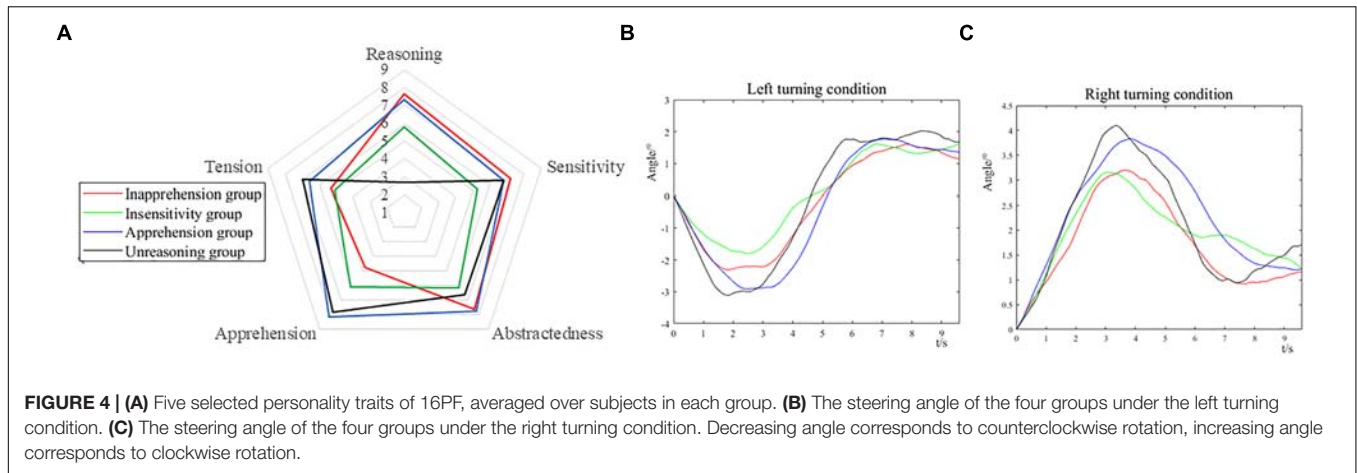 A
Reasoning
9
8
7
6
5
4
3
2
1
Tension
Sensitivity
Apprehension
Abstractedness
Inapprehension group
Insensitivity group
Apprehension group
Unreasoning group
B
Left turning condition
Angle/°
3
2
1
0
-1
-2
-3
-4
0 1 2 3 4 5 6 7 8 9
t/s
C
Right turning condition
Angle/°
4.5
4
3.5
3
2.5
2
1.5
1
0.5
0
0 1 2 3 4 5 6 7 8 9
t/s
FIGURE 4 | (A) Five selected personality traits of 16PF, averaged over subjects in each group. (B) The steering angle of the four groups under the left turning
condition. (C) The steering angle of the four groups under the right turning condition. Decreasing angle corresponds to counterclockwise rotation, increasing angle
corresponds to clockwise rotation.